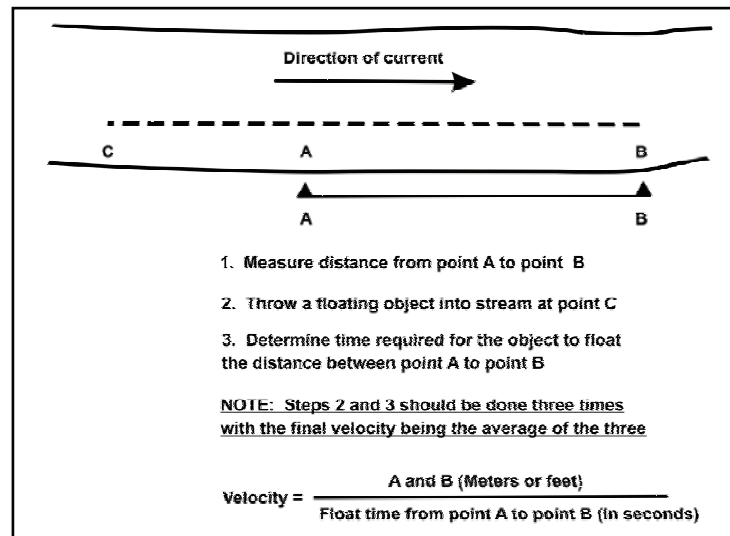 Direction of current
C A B
A B
1. Measure distance from point A to point B
2. Throw a floating object into stream at point C
3. Determine time required for the object to float
the distance between point A to point B
NOTE: Steps 2 and 3 should be done three times
with the final velocity being the average of the three
A and B (Meters or feet)
Velocity =
Float time from point A to point B (In seconds)